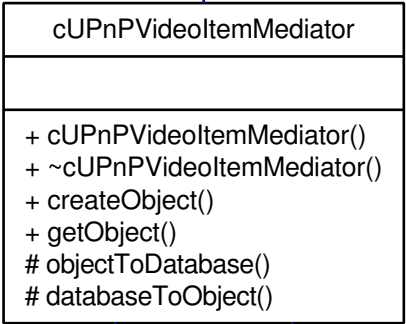 cUPnPVideoItemMediator
+ cUPnPVideoItemMediator()
+ ~cUPnPVideoItemMediator()
+ createObject()
+ getObject()
# objectToDatabase()
# databaseToObject()